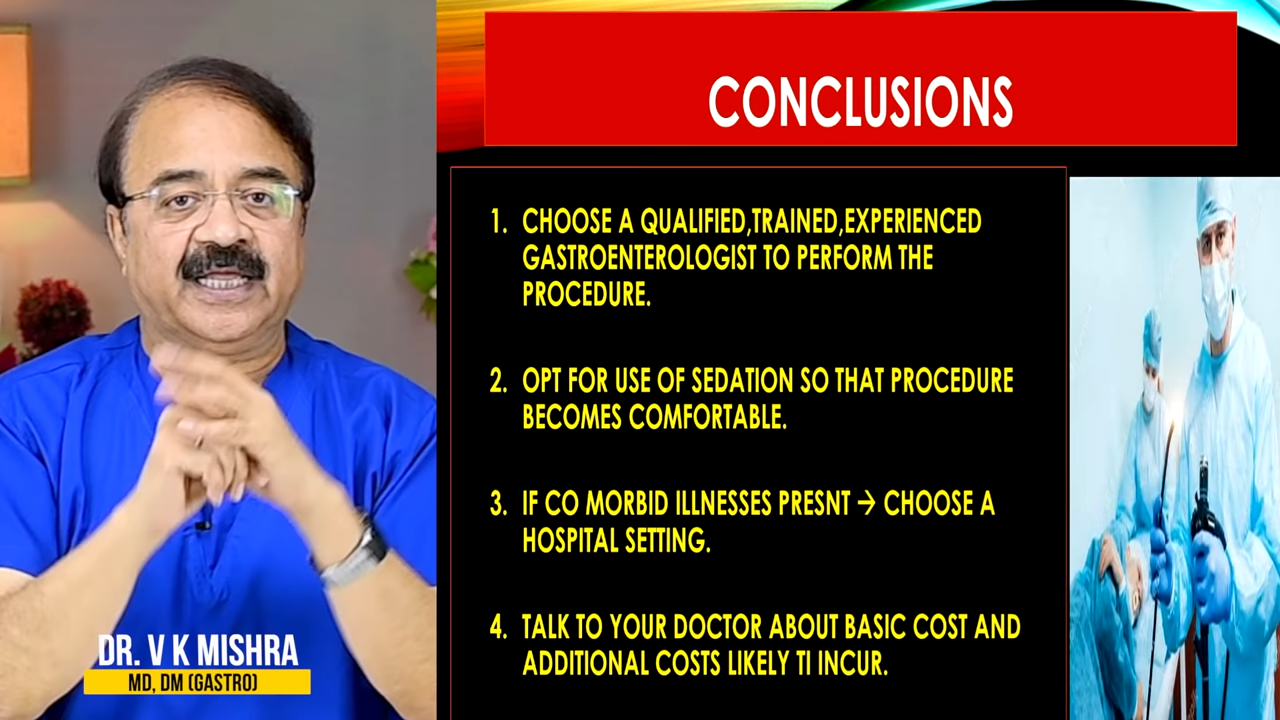 CONCLUSIONS
1. CHOOSE A QUALIFIED,TRAINED,EXPERIENCED
GASTROENTEROLOGIST TO PERFORM THE
PROCEDURE.
2. OPT FOR USE OF SEDATION SO THAT PROCEDURE
BECOMES COMFORTABLE.
3. IF CO MORBID ILLNESSES PRESNT → CHOOSE A
HOSPITAL SETTING.
4. TALK TO YOUR DOCTOR ABOUT BASIC COST AND
ADDITIONAL COSTS LIKELY TI INCUR.
DR. V K MISHRA
MD, DM (GASTRO)